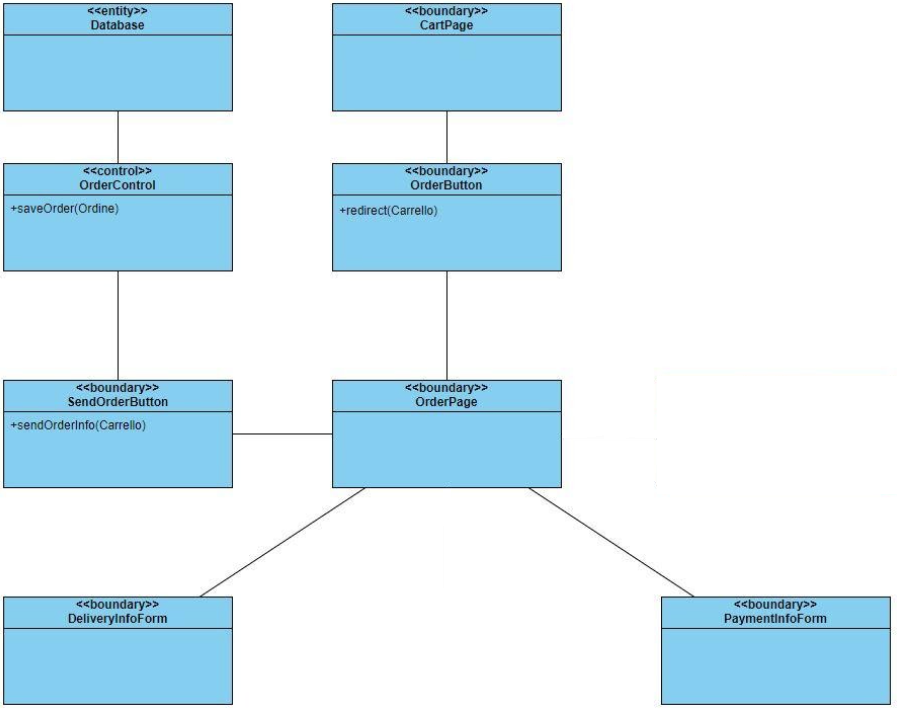 <<entity>>
Database
<<boundary>>
CartPage
<<control>>
OrderControl
+saveOrder(Ordine)
<<boundary>>
OrderButton
+redirect(Carrello)
<<boundary>>
SendOrderButton
+sendOrderInfo(Carrello)
<<boundary>>
OrderPage
<<boundary>>
DeliveryInfoForm
<<boundary>>
PaymentInfoForm